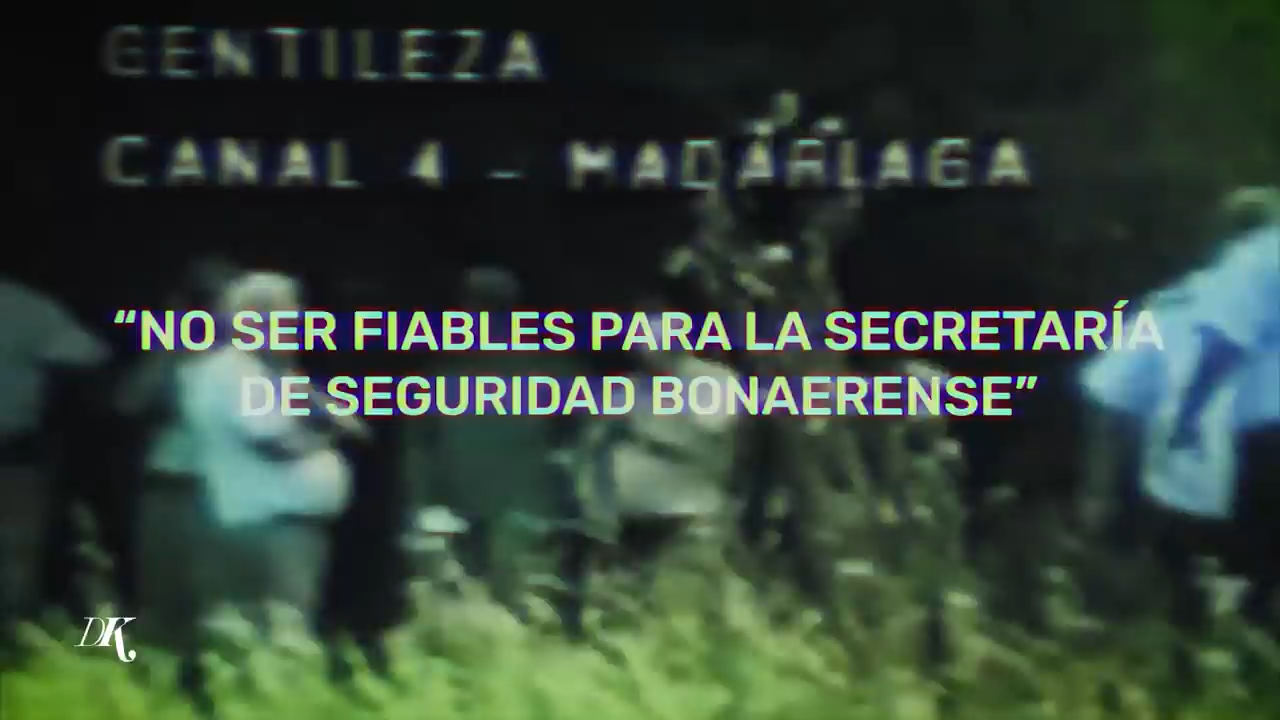 GENTILEZA
CANAL 4 - MADARIAGA
“NO SER FIABLES PARA LA SECRETARÍA
DE SEGURIDAD BONAERENSE”
DK